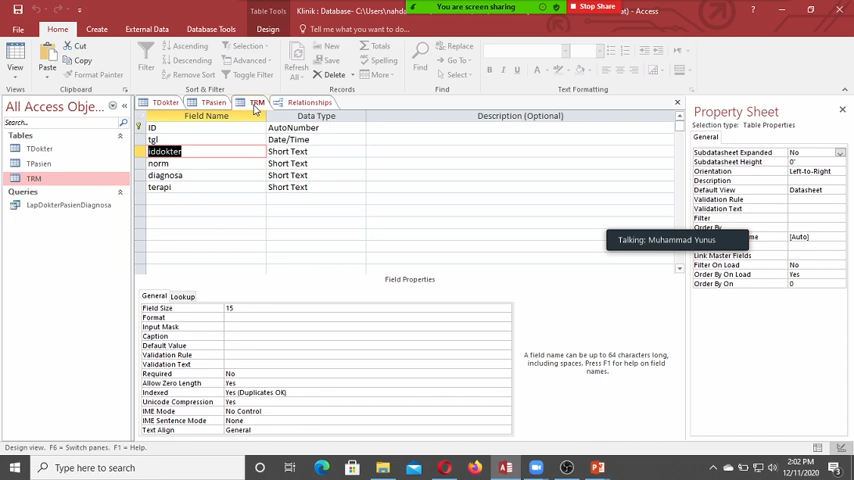 Table Tools
Klinik : Database- C:\Users\nahda
You are screen sharing
Stop Share
at) - Access
File
Home
Create
External Data
Database Tools
Design
View
Paste
Cut
Copy
Format Painter
Filter
Ascending
Descending
Remove Sort
Selection
Advanced
Toggle Filter
Refresh
All
New
Save
Delete
Totals
Spelling
More
Find
Replace
Go To
Select
B I U
Views
Clipboard
Sort & Filter
Records
Find
Text Formatting
All Access Obje...
Search...
Tables
TDokter
TPasien
TRM
Queries
LapDokterPasienDiagnosa
TDokter
TPasien
TRM
Relationships
Field Name Data Type Description (Optional)
ID AutoNumber
tgl Date/Time
iddokter Short Text
norm Short Text
diagnosa Short Text
terapi Short Text
Talking: Muhammad Yunus
Field Properties
General Lookup
Field Size 15
Format
Input Mask
Caption
Default Value
Validation Rule
Validation Text
Required No
Allow Zero Length Yes
Indexed Yes (Duplicates OK)
Unicode Compression Yes
IME Mode No Control
IME Sentence Mode None
Text Align General
A field name can be up to 64 characters long,
including spaces. Press F1 for help on field
names.
Property Sheet
Selection type: Table Properties
General
Subdatasheet Expanded No
Subdatasheet Height 0"
Orientation Left-to-Right
Description
Default View Datasheet
Validation Rule
Validation Text
Filter
Order By
[Auto]
Link Master Fields
Filter On Load No
Order By On Load Yes
Order By On 0
Design view. F6 = Switch panes. F1 = Help.
Type here to search
2:02 PM
12/11/2020
3